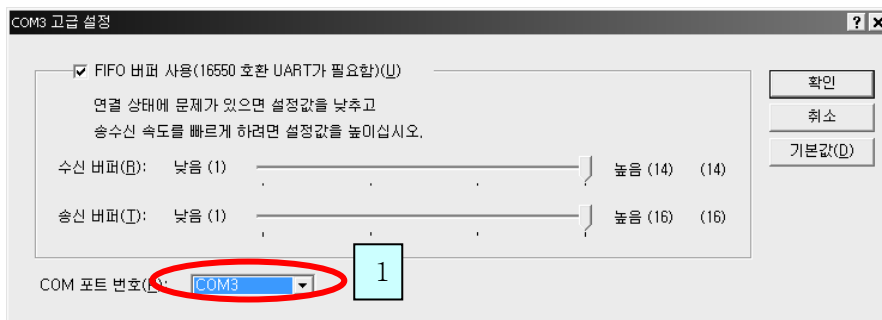 COM3 고급 설정
FIFO 버퍼 사용(16550 호환 UART가 필요함)(U)
연결 상태에 문제가 있으면 설정값을 낮추고
송수신 속도를 빠르게 하려면 설정값을 높이십시오.
수신 버퍼(R): 낮음 (1) 높음 (14) (14)
송신 버퍼(T): 낮음 (1) 높음 (16) (16)
COM 포트 번호(P): COM3
1
확인
취소
기본값(D)